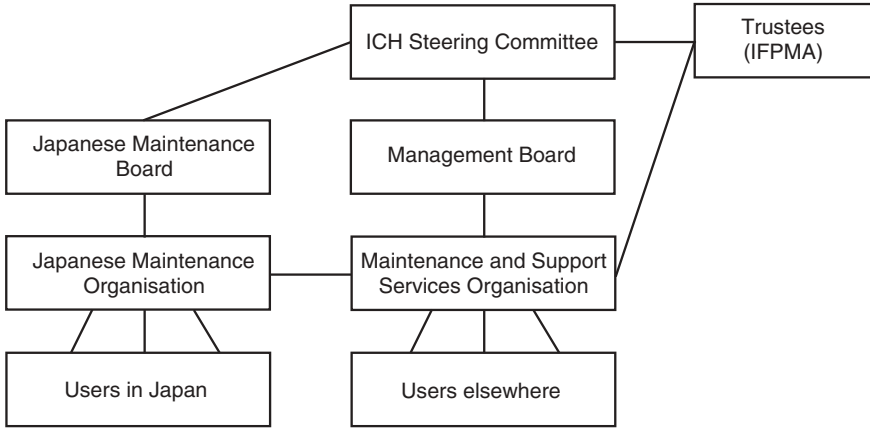 ICH Steering Committee
Trustees
(IFPMA)
Japanese Maintenance
Board
Management Board
Japanese Maintenance
Organisation
Maintenance and Support
Services Organisation
Users in Japan
Users elsewhere